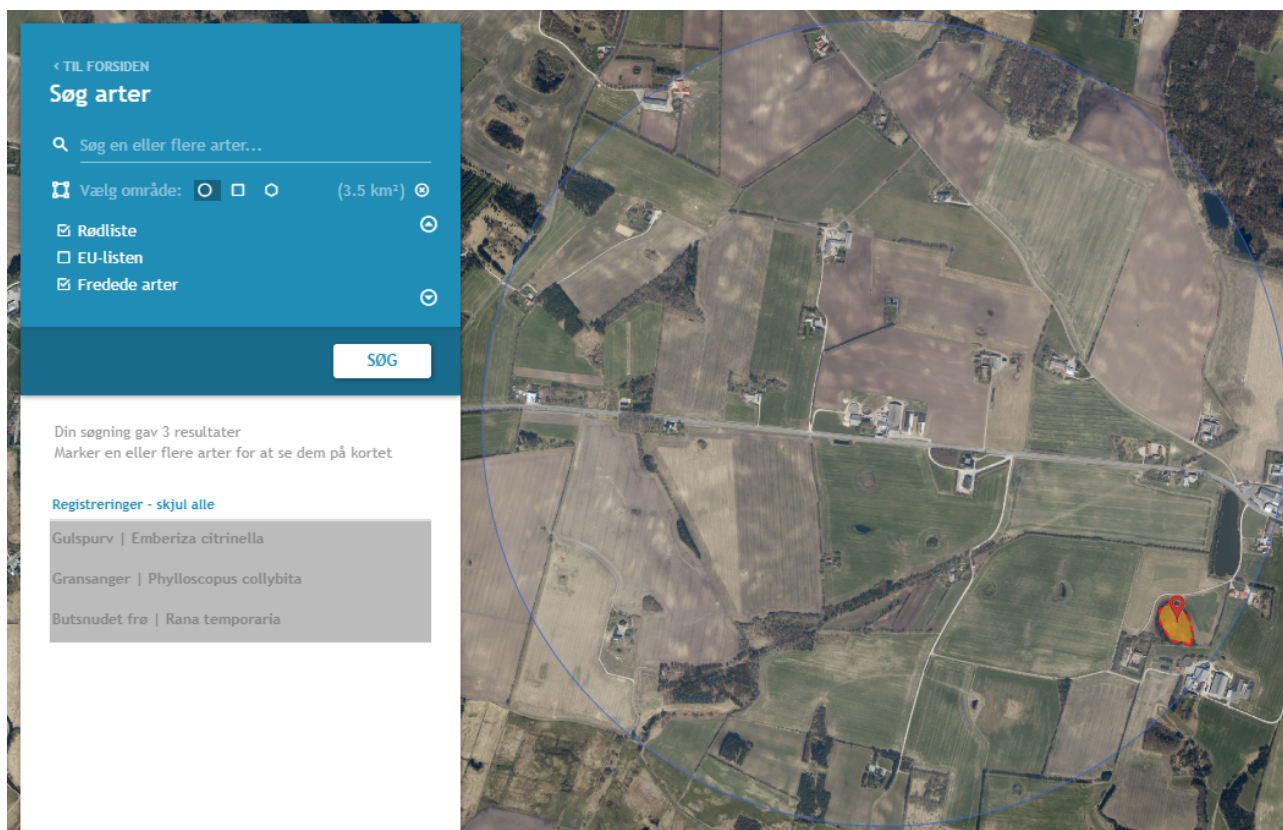 < TIL FORSIDEN
Søg arter
Søg en eller flere arter...
Vælg område: (3.5 km²)
Rødliste
EU-listen
Fredede arter
SØG
Din søgning gav 3 resultater
Marker en eller flere arter for at se dem på kortet
Registreringer - skjul alle
Gulspurv | Emberiza citrinella
Gransanger | Phylloscopus collybita
Butsnudet frø | Rana temporaria